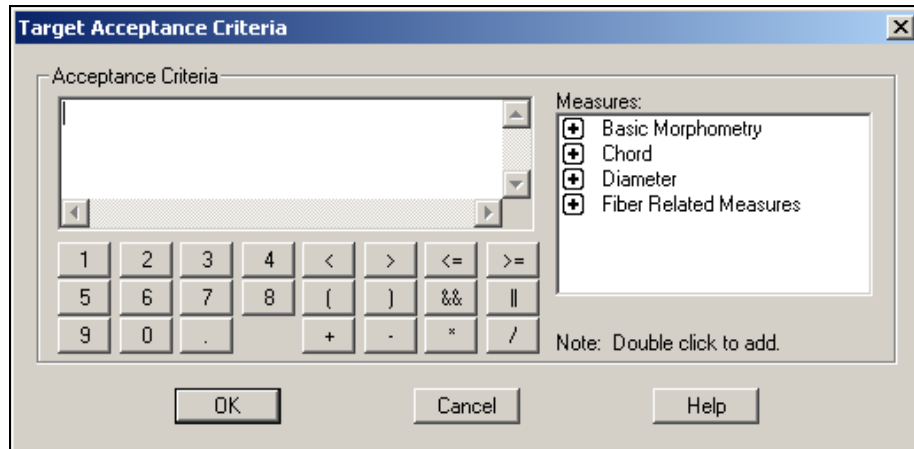 Target Acceptance Criteria
Acceptance Criteria
Measures:
Basic Morphometry
Chord
Diameter
Fiber Related Measures
1 2 3 4 < > <= >=
5 6 7 8 ( ) && ||
9 0 . + - * /
Note: Double click to add.
OK Cancel Help